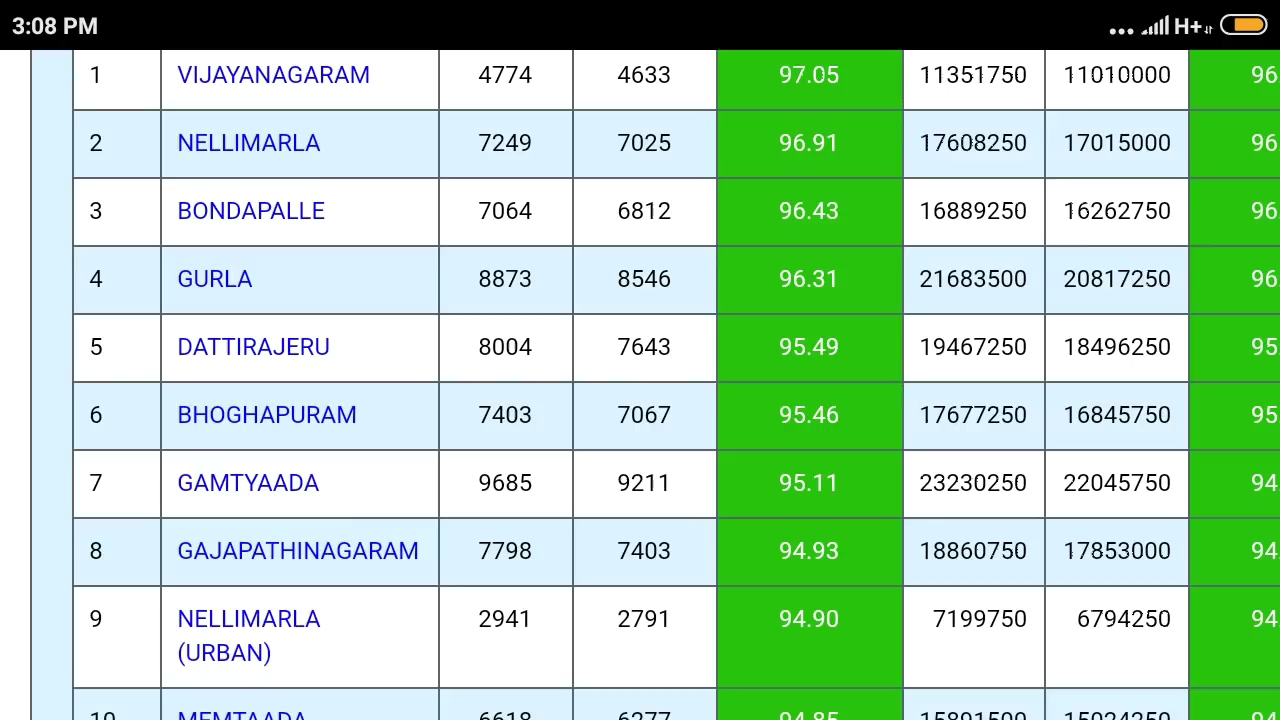 3:08 PM H+
1 VIJAYANAGARAM 4774 4633 97.05 11351750 11010000 96.
2 NELLIMARLA 7249 7025 96.91 17608250 17015000 96.
3 BONDAPALLE 7064 6812 96.43 16889250 16262750 96.
4 GURLA 8873 8546 96.31 21683500 20817250 96.
5 DATTIRAJERU 8004 7643 95.49 19467250 18496250 95.
6 BHOGHAPURAM 7403 7067 95.46 17677250 16845750 95.
7 GAMTYAADA 9685 9211 95.11 23230250 22045750 94.
8 GAJAPATHINAGARAM 7798 7403 94.93 18860750 17853000 94.
9 NELLIMARLA 2941 2791 94.90 7199750 6794250 94.
(URBAN)
10 MEMTAADA 6618 6277 94.85 15891500 15024250 94.